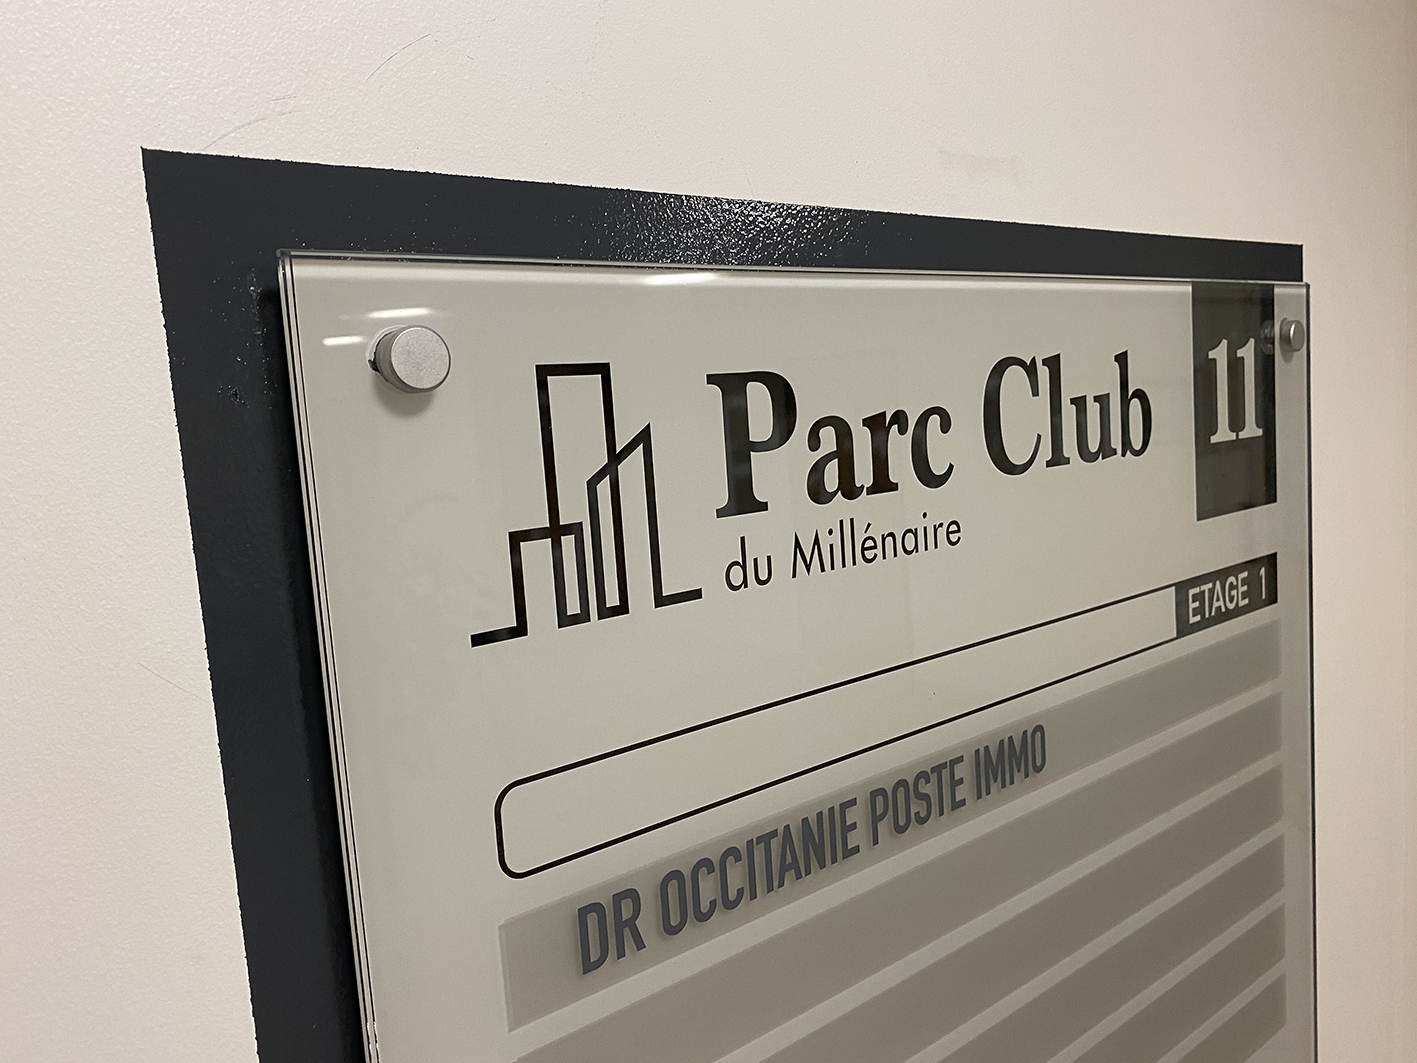 Parc Club
du Millénaire
11
ETAGE 1
DR OCCITANIE POSTE IMMO